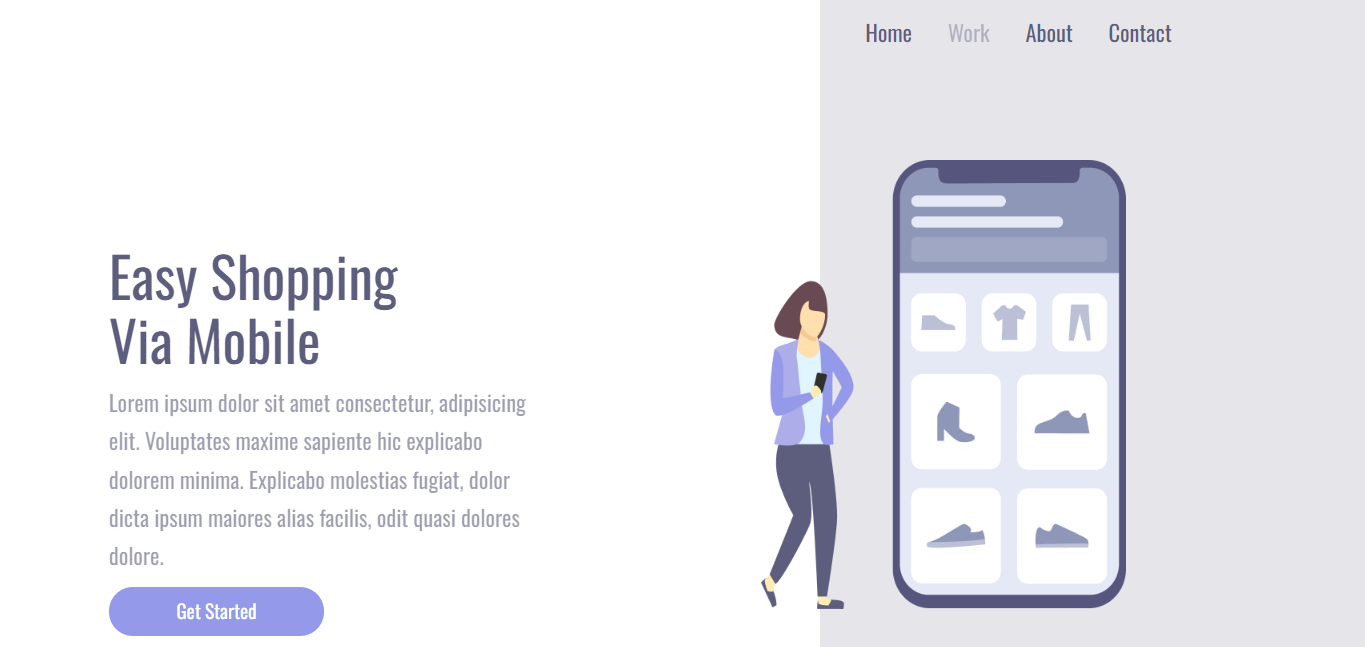 Home Work About Contact
Easy Shopping
Via Mobile
Lorem ipsum dolor sit amet consectetur, adipisicing
elit. Voluptates maxime sapiente hic explicabo
dolorem minima. Explicabo molestias fugiat, dolor
dicta ipsum maiores alias facilis, odit quasi dolores
dolore.
Get Started